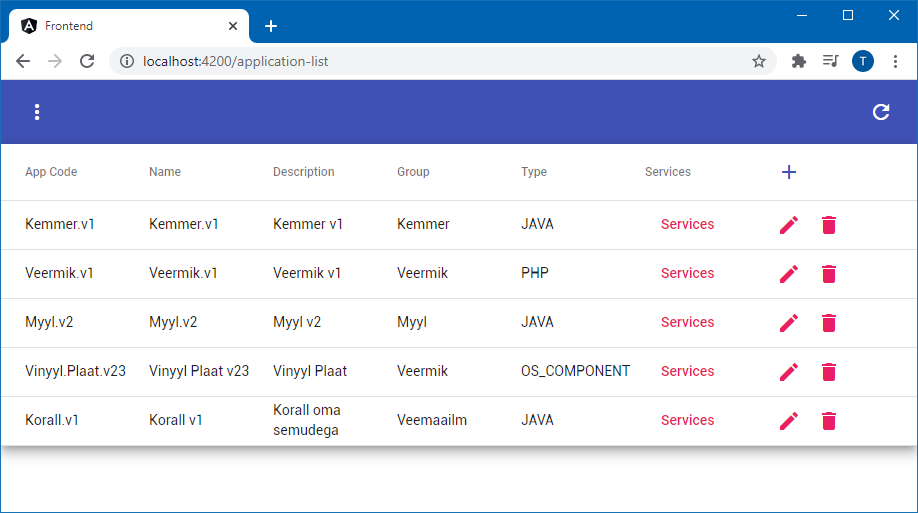 Frontend
localhost:4200/application-list
T
App Code Name Description Group Type Services
Kemmer.v1 Kemmer.v1 Kemmer v1 Kemmer JAVA Services
Veermik.v1 Veermik.v1 Veermik v1 Veermik PHP Services
Myyl.v2 Myyl.v2 Myyl v2 Myyl JAVA Services
Vinyyl.Plaat.v23 Vinyyl Plaat v23 Vinyyl Plaat Veermik OS_COMPONENT Services
Korall.v1 Korall v1 Korall oma semudega Veemaailm JAVA Services